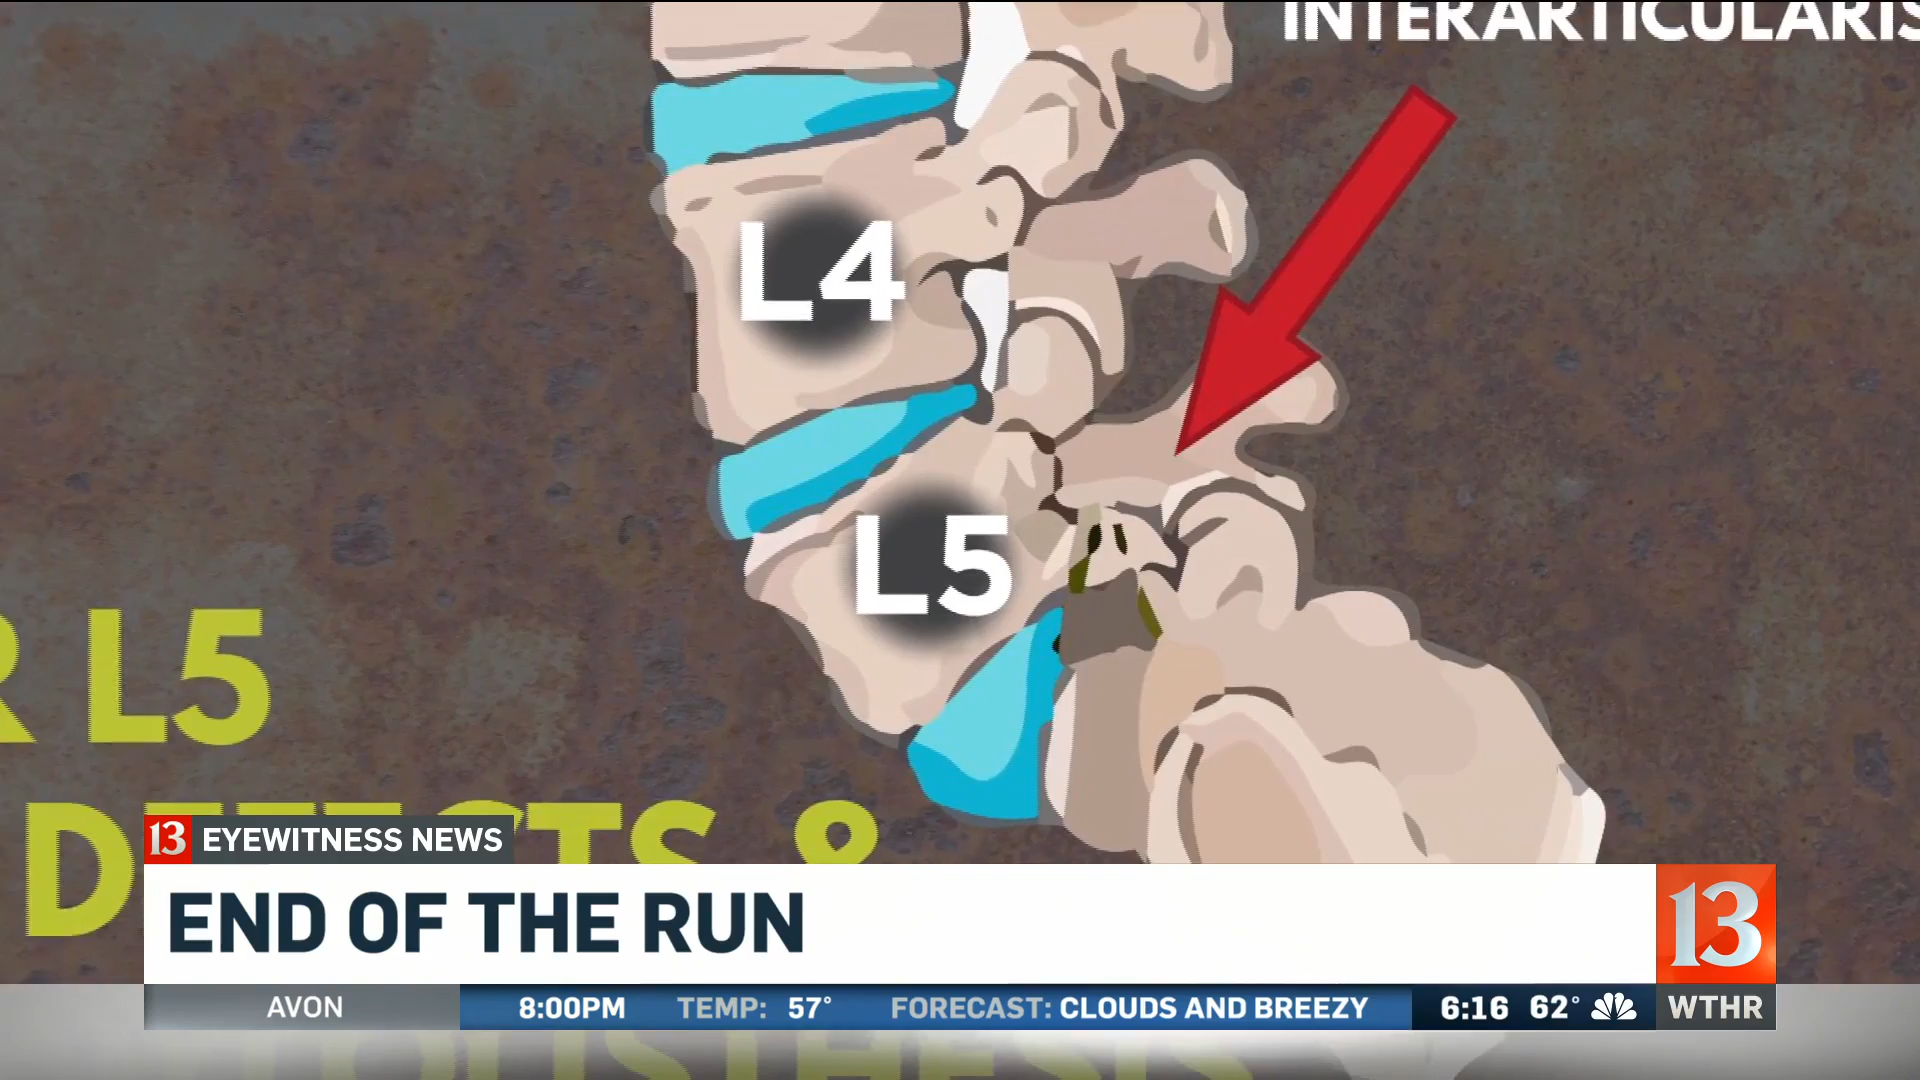 INTERARTICULARIS
L4
L5
R L5
DEFECTS &
13 EYEWITNESS NEWS
END OF THE RUN
13
AVON 8:00PM TEMP: 57° FORECAST: CLOUDS AND BREEZY 6:16 62° WTHR